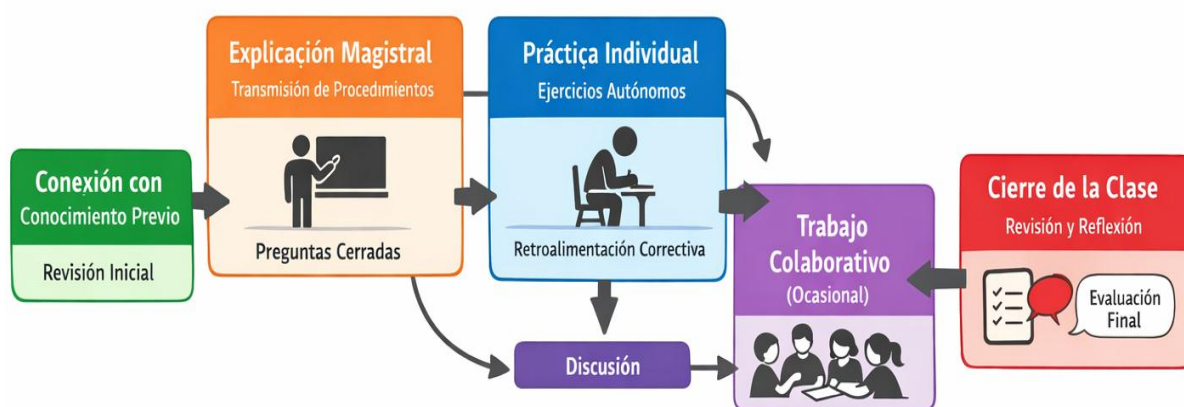 Conexión con
Conocimiento Previo
Revisión Inicial
Explicación Magistral
Transmisión de Procedimientos
Preguntas Cerradas
Práctiça Individual
Ejercicios Autónomos
Retroalimentación Correctiva
Discusión
Trabajo
Colaborativo
(Ocasional)
Cierre de la Clase
Revisión y Reflexión
Evaluación
Final